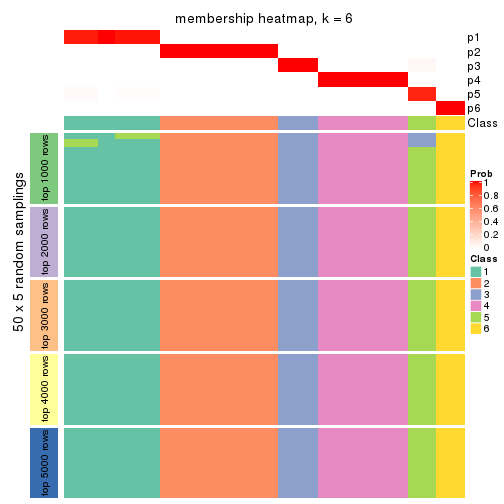 membership heatmap, k = 6
p1
p2
p3
p4
p5
p6
Class
50 x 5 random samplings
top 1000 rows
top 2000 rows
top 3000 rows
top 4000 rows
top 5000 rows
Prob
1
0.8
0.6
0.4
0.2
0
Class
1
2
3
4
5
6